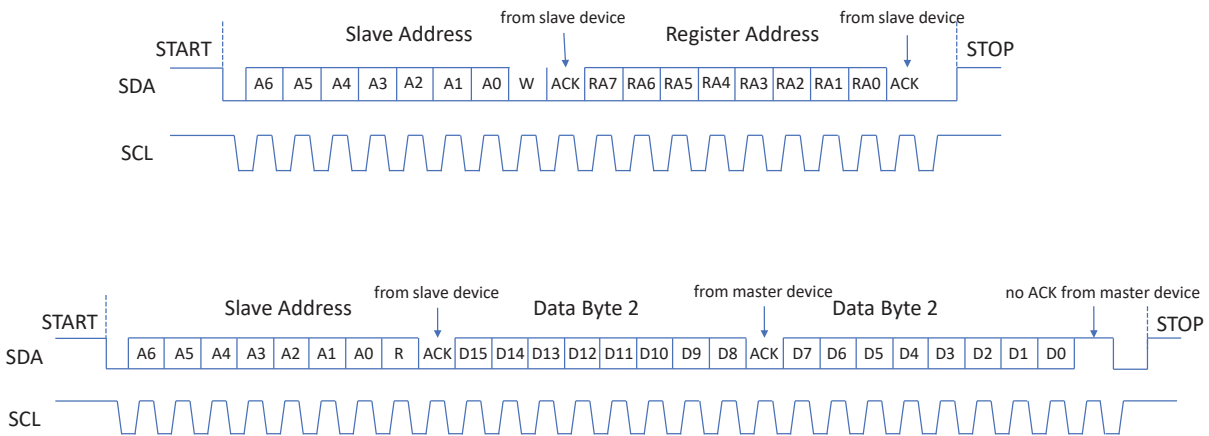 from slave device from slave device
START Slave Address Register Address STOP
SDA A6 A5 A4 A3 A2 A1 A0 W ACK RA7 RA6 RA5 RA4 RA3 RA2 RA1 RA0 ACK
SCL
START Slave Address from slave device Data Byte 2 from master device Data Byte 2 no ACK from master device STOP
SDA A6 A5 A4 A3 A2 A1 A0 R ACK D15 D14 D13 D12 D11 D10 D9 D8 ACK D7 D6 D5 D4 D3 D2 D1 D0
SCL